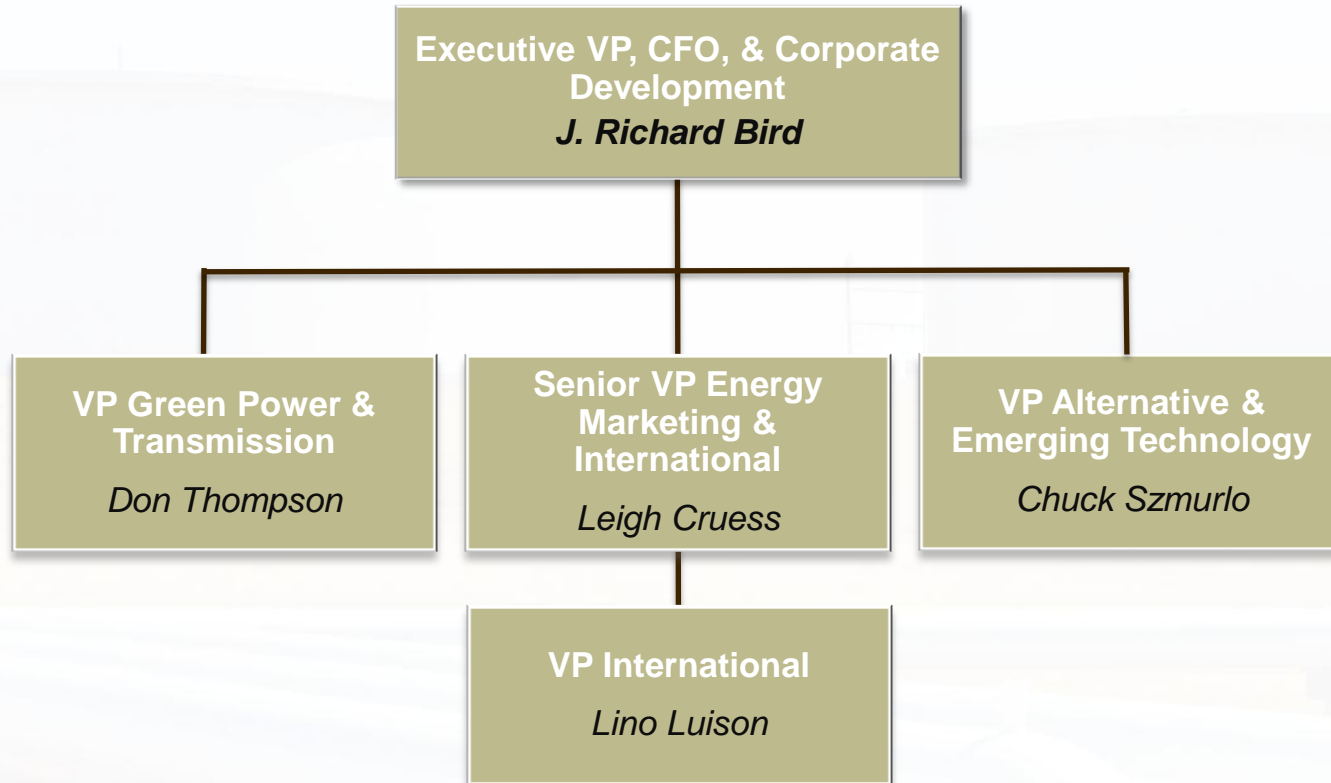 Executive VP, CFO, & Corporate
Development
J. Richard Bird
VP Green Power &
Transmission
Don Thompson
Senior VP Energy
Marketing &
International
Leigh Cruess
VP Alternative &
Emerging Technology
Chuck Szmurlo
VP International
Lino Luison